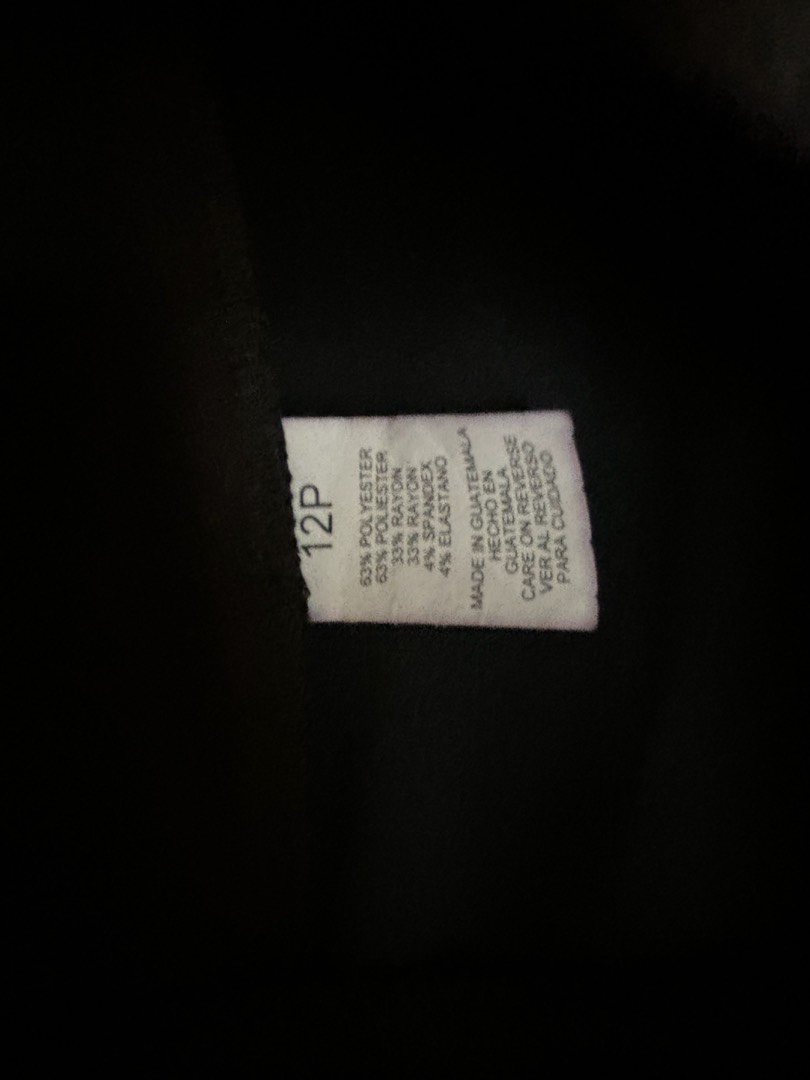 12P
63% POLYESTER
63% POLIESTER
33% RAYON
33% RAYON
4% SPANDEX
4% ELASTANO
MADE IN GUATEMALA
HECHO EN
GUATEMALA
CARE ON REVERSE
VER AL REVERSO
PARA CUIDADO